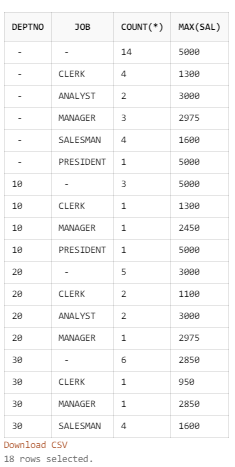 DEPTNO JOB COUNT(*) MAX(SAL)
- - 14 5000
- CLERK 4 1300
- ANALYST 2 3000
- MANAGER 3 2975
- SALESMAN 4 1600
- PRESIDENT 1 5000
10 - 3 5000
10 CLERK 1 1300
10 MANAGER 1 2450
10 PRESIDENT 1 5000
20 - 5 3000
20 CLERK 2 1100
20 ANALYST 2 3000
20 MANAGER 1 2975
30 - 6 2850
30 CLERK 1 950
30 MANAGER 1 2850
30 SALESMAN 4 1600
Download CSV
18 rows selected.